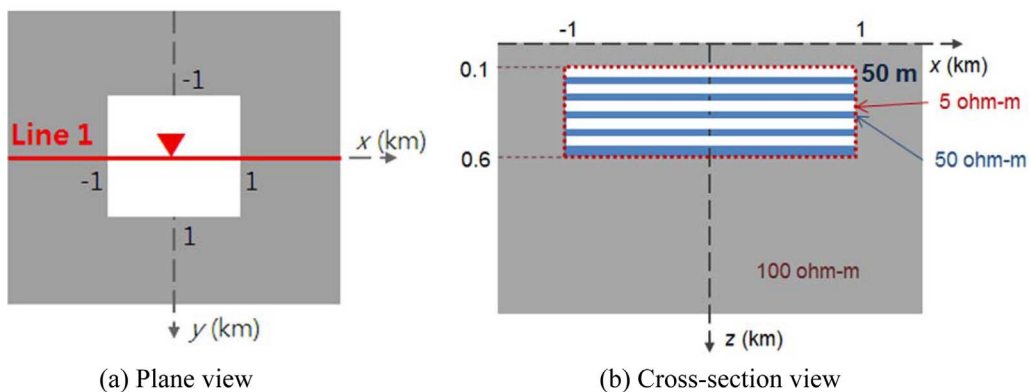 -1
Line 1
x (km)
-1
1
1
y (km)
(a) Plane view
-1
1
0.1
50 m
x (km)
5 ohm-m
50 ohm-m
0.6
100 ohm-m
z (km)
(b) Cross-section view